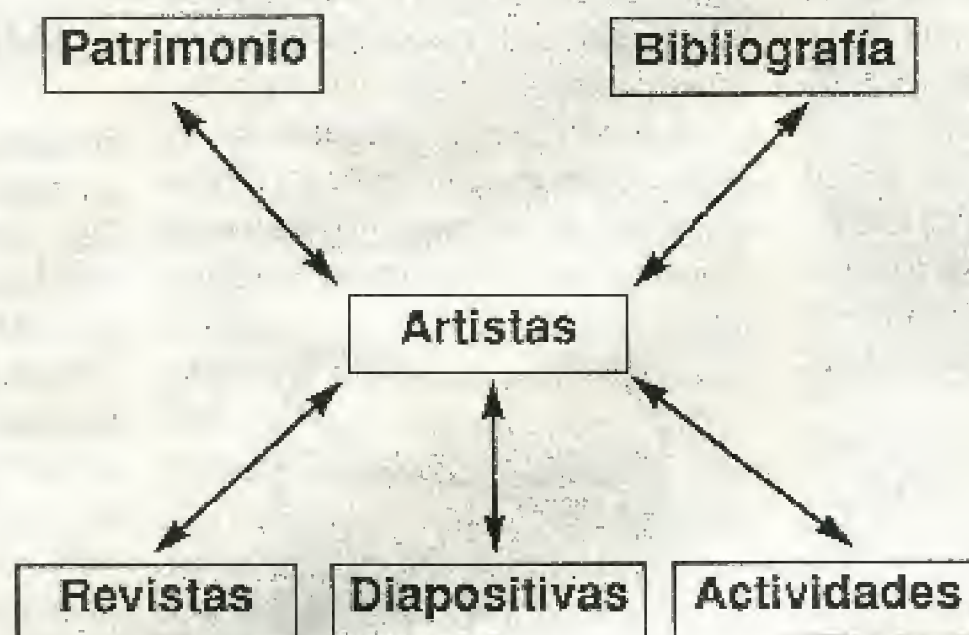 Patrimonio
Bibliografía
Artistas
Revistas
Diapositivas
Actividades